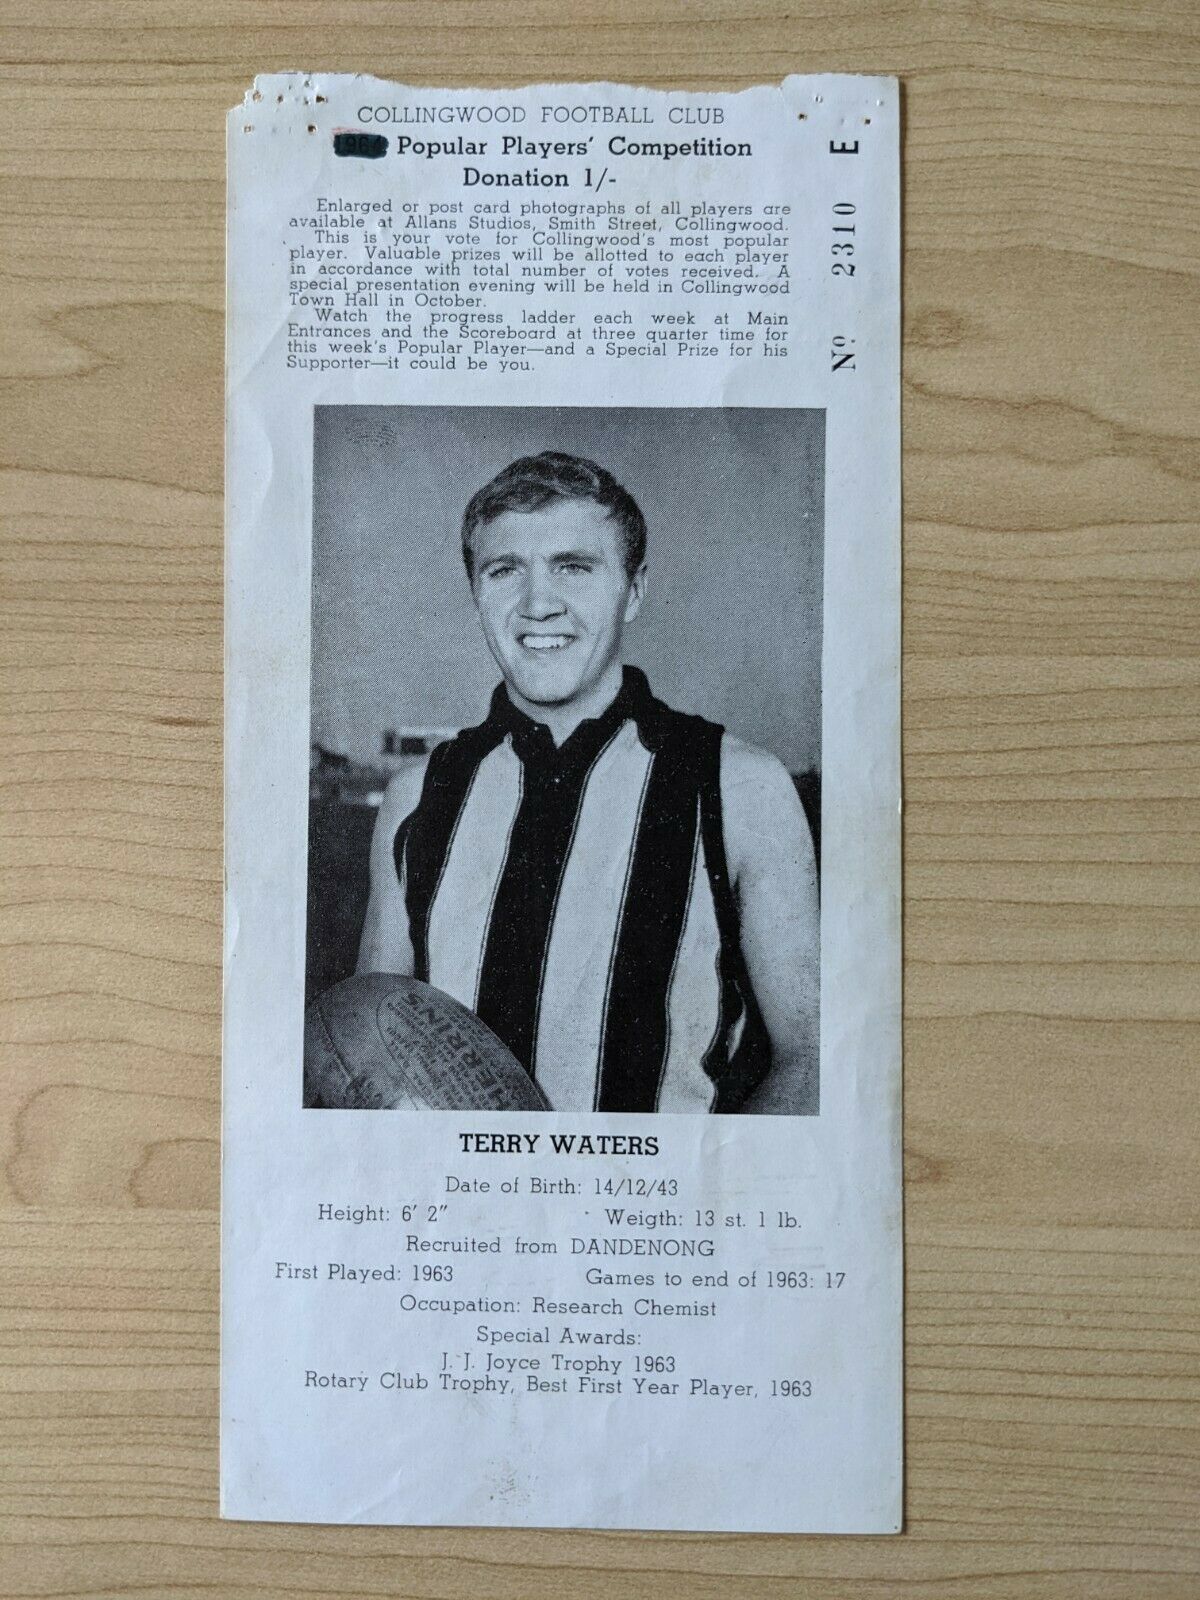 COLLINGWOOD FOOTBALL CLUB
1964 Popular Players' Competition
Donation 1/-
Enlarged or post card photographs of all players are
available at Allans Studios, Smith Street, Collingwood.
This is your vote for Collingwood's most popular
player. Valuable prizes will be allotted to each player
in accordance with total number of votes received. A
special presentation evening will be held in Collingwood
Town Hall in October.
Watch the progress ladder each week at Main
Entrances and the Scoreboard at three quarter time for
this week's Popular Player—and a Special Prize for his
Supporter—it could be you.
Nº 2310 E
HERRING
TERRY WATERS
Date of Birth: 14/12/43
Height: 6' 2"
Weigth: 13 st. 1 lb.
Recruited from DANDENONG
First Played: 1963
Games to end of 1963: 17
Occupation: Research Chemist
Special Awards:
J. J. Joyce Trophy 1963
Rotary Club Trophy, Best First Year Player, 1963